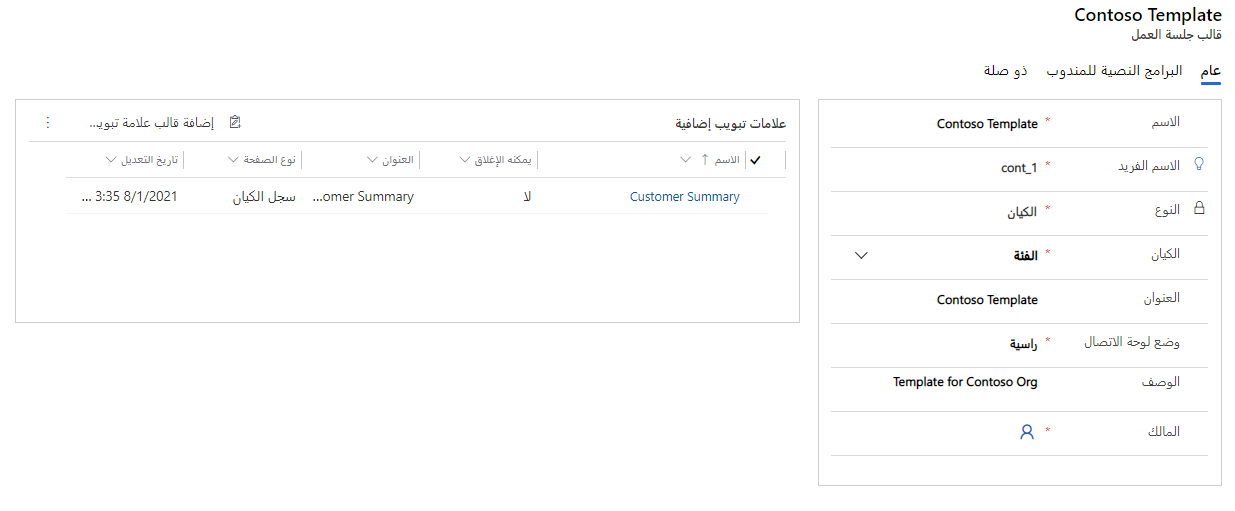 Contoso Template
قالب جلسة العمل
عام البرامج النصية للمندوب ذو صلة
الاسم * Contoso Template
الاسم الفريد * cont_1
النوع * الكيان
الكيان * الفئة
العنوان Contoso Template
وضع لوحة الاتصال * راسية
الوصف Template for Contoso Org
المالك *
علامات تبويب إضافية إضافة قالب علامة تبويب...
الاسم يمكنه الإغلاق العنوان نوع الصفحة تاريخ التعديل
Customer Summary لا ...omer Summary سجل الكيان 8/1/2021 3:35 ...